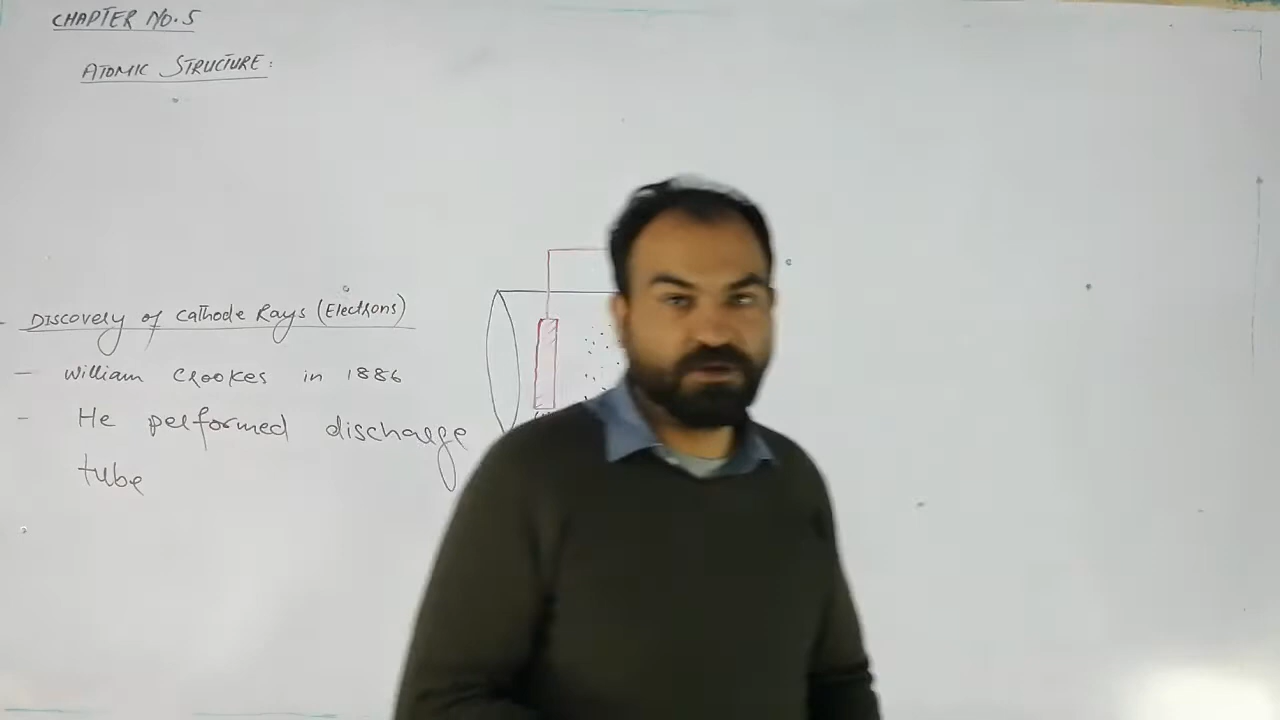 CHAPTER No. 5
ATOMIC STRUCTURE:
- DISCOVERY of Cathode Rays (Electrons)
- William Crookes in 1886
- He performed discharge
tube